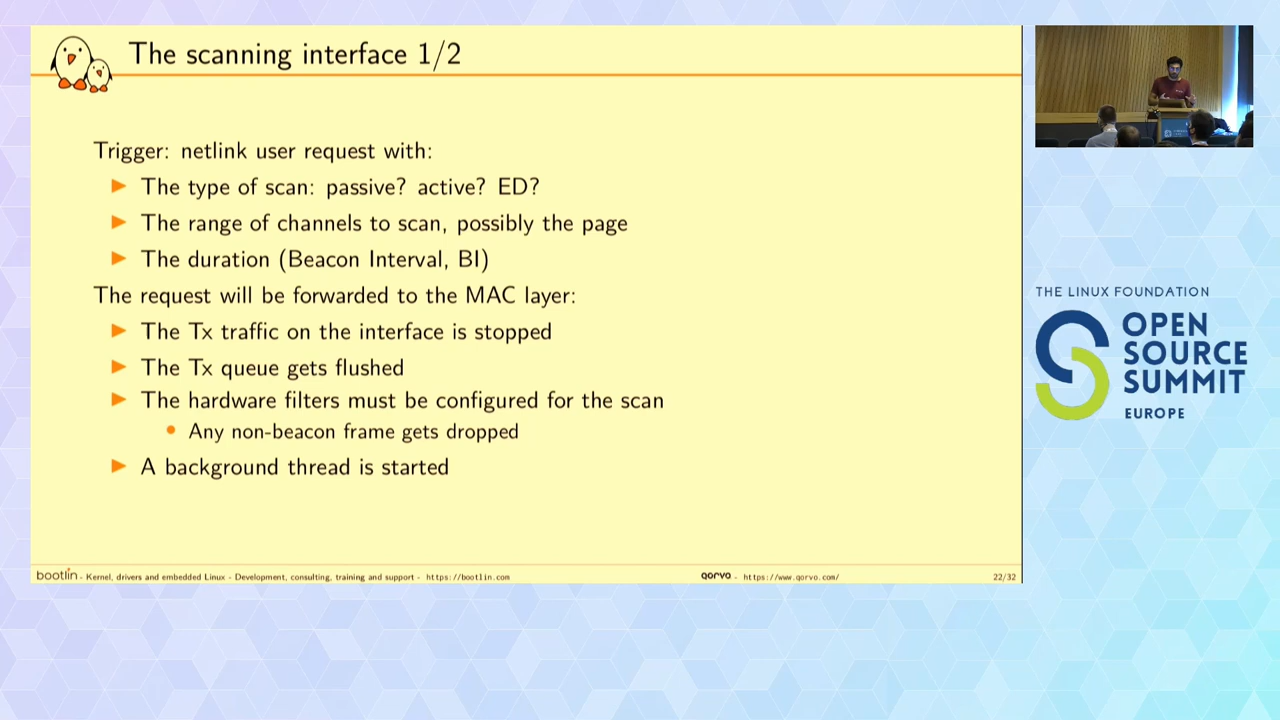 The scanning interface 1/2
Trigger: netlink user request with:
The type of scan: passive? active? ED?
The range of channels to scan, possibly the page
The duration (Beacon Interval, BI)
The request will be forwarded to the MAC layer:
The Tx traffic on the interface is stopped
The Tx queue gets flushed
The hardware filters must be configured for the scan
Any non-beacon frame gets dropped
A background thread is started
bootlin - Kernel, drivers and embedded Linux - Development, consulting, training and support - https://bootlin.com
qorvo - https://www.qorvo.com/
22/32
THE LINUX FOUNDATION
OPEN
SOURCE
SUMMIT
EUROPE